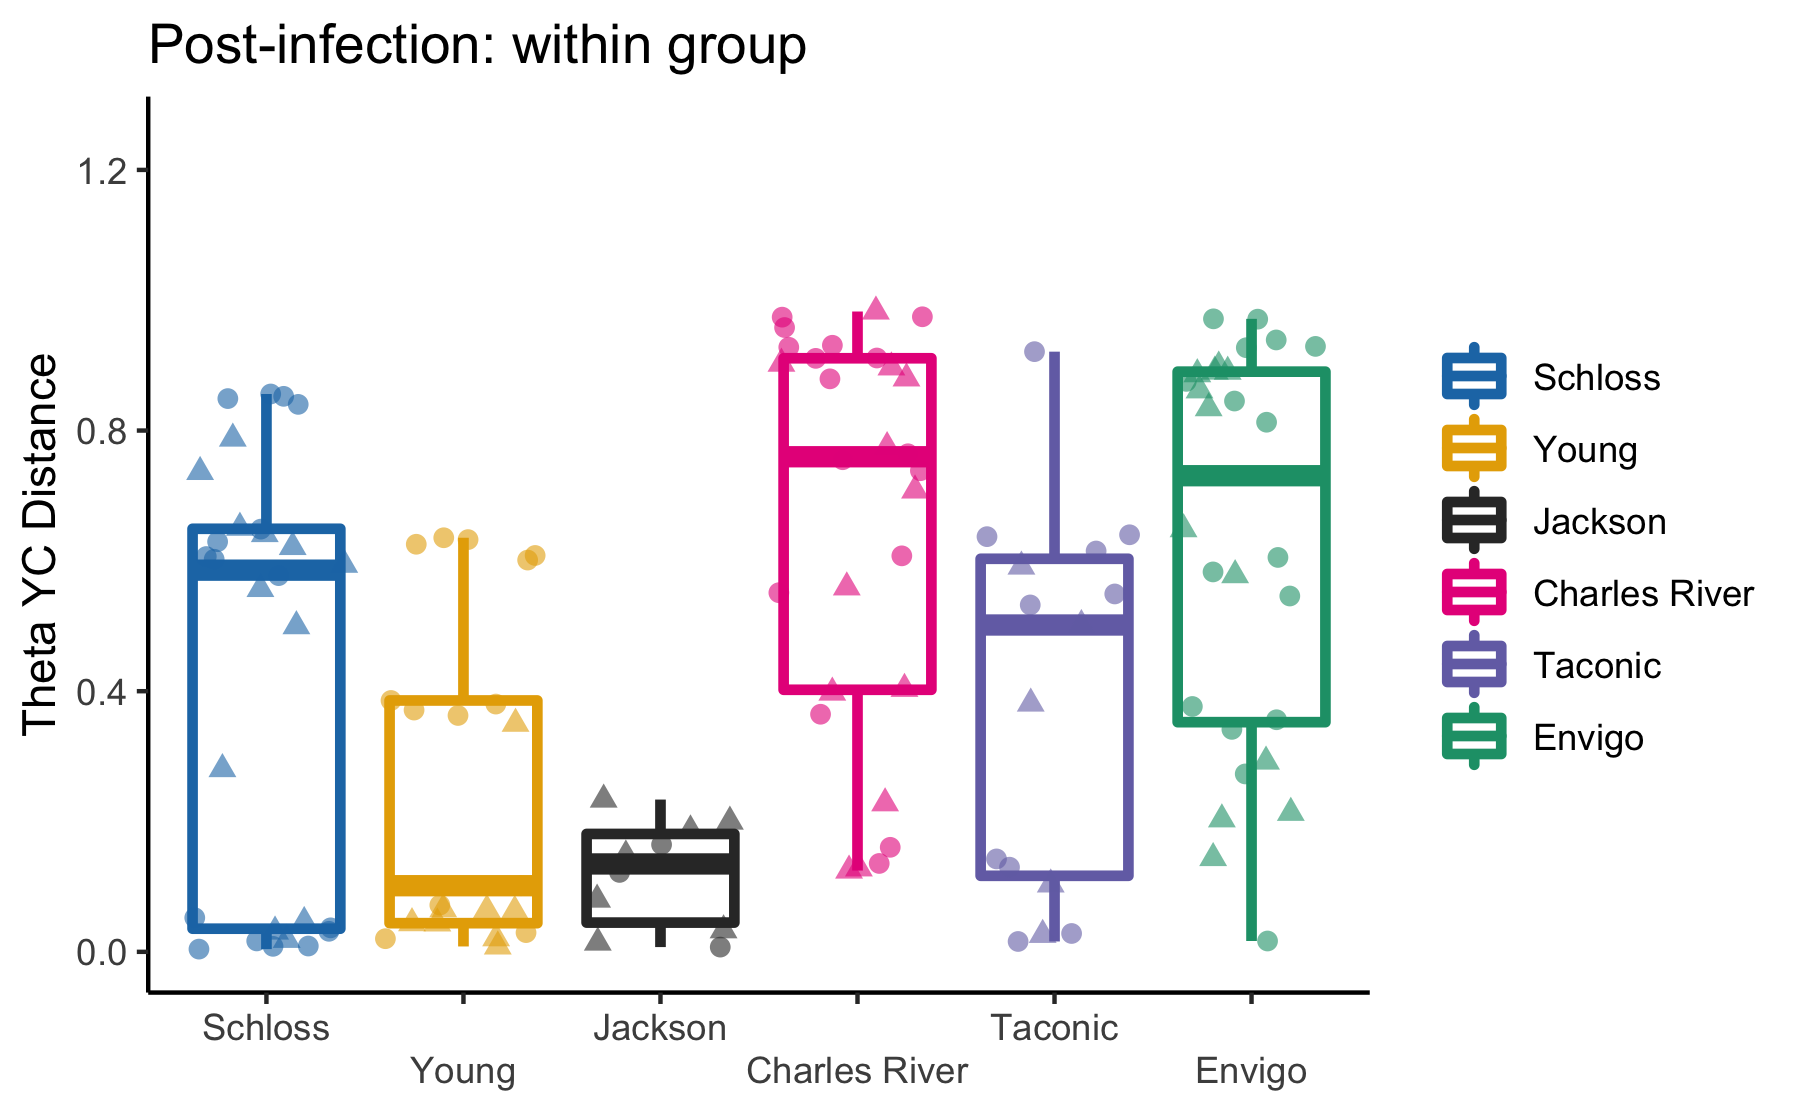 Post-infection: within group
Theta YC Distance
1.2
0.8
0.4
0.0
Schloss
Young
Jackson
Charles River
Taconic
Envigo
Schloss
Young
Jackson
Charles River
Taconic
Envigo